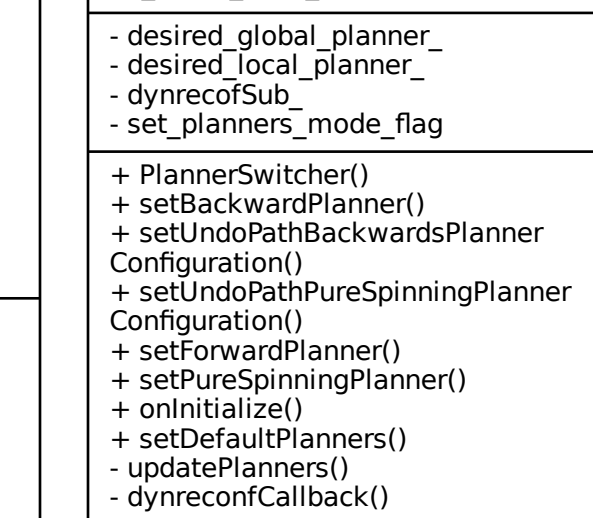 - desired_global_planner_
- desired_local_planner_
- dynrecofSub_
- set_planners_mode_flag
+ PlannerSwitcher()
+ setBackwardPlanner()
+ setUndoPathBackwardsPlanner
Configuration()
+ setUndoPathPureSpinningPlanner
Configuration()
+ setForwardPlanner()
+ setPureSpinningPlanner()
+ onInitialize()
+ setDefaultPlanners()
- updatePlanners()
- dynreconfCallback()